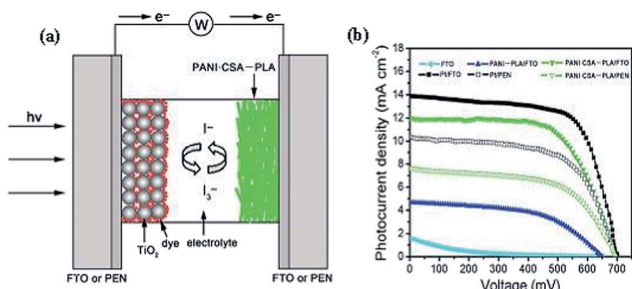 (a)
e⁻ W e⁻
PANI·CSA−PLA
hν
I⁻
I₃⁻
TiO₂ dye electrolyte
FTO or PEN FTO or PEN
(b)
Photocurrent density (mA cm⁻²)
18
16
14
12
10
8
6
4
2
0
FTO PANI−PLA/FTO PANI CSA−PLA/FTO
Pt/FTO Pt/PEN PANI CSA−PLA/PEN
0 100 200 300 400 500 600 700
Voltage (mV)